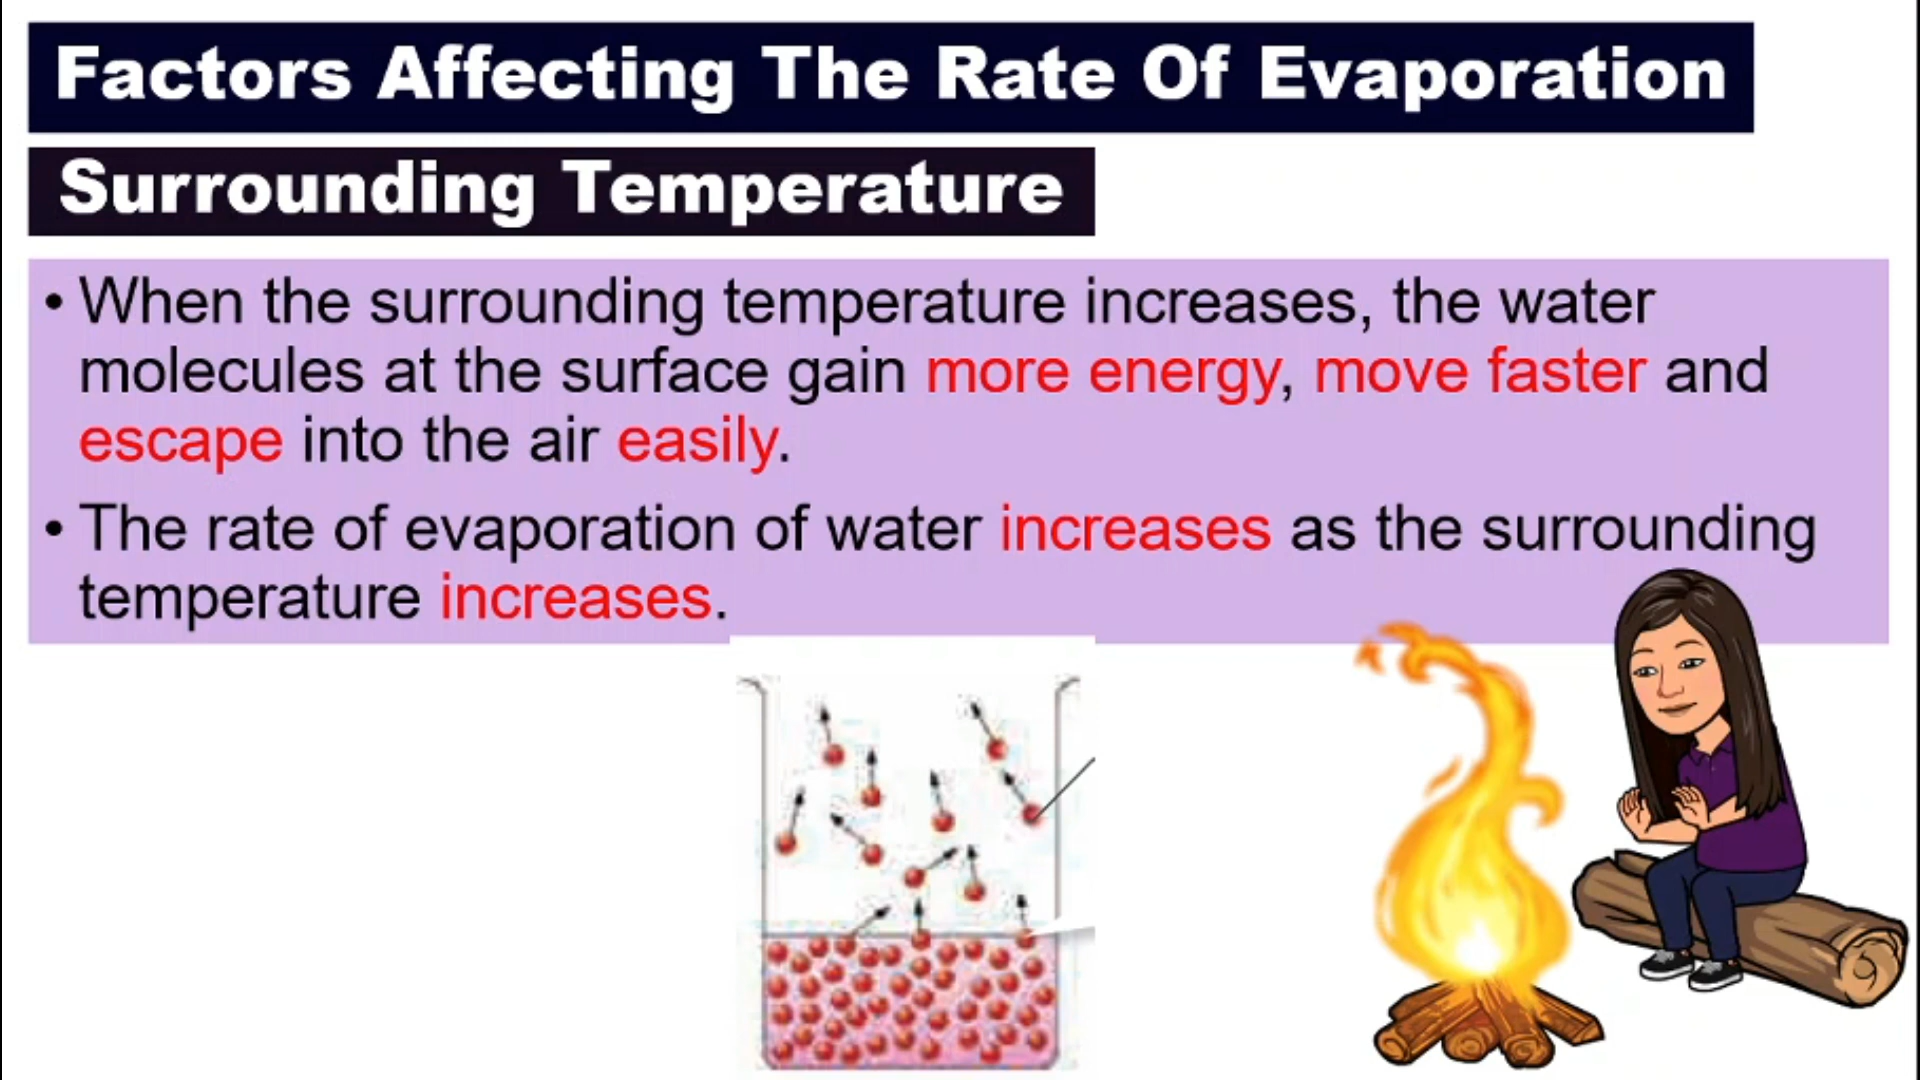 Factors Affecting The Rate Of Evaporation
Surrounding Temperature
• When the surrounding temperature increases, the water
molecules at the surface gain more energy, move faster and
escape into the air easily.
• The rate of evaporation of water increases as the surrounding
temperature increases.